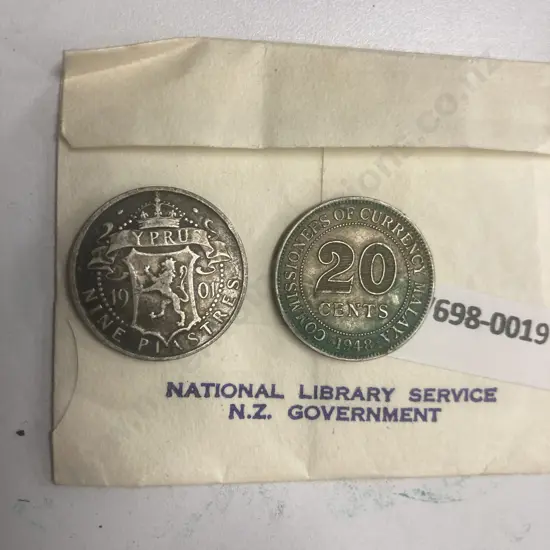 CYPRUS
19 01
NINE PIASTRES
COMMISSIONERS OF CURRENCY MALAYA
20
CENTS
1948
698-0019
NATIONAL LIBRARY SERVICE
N.Z. GOVERNMENT